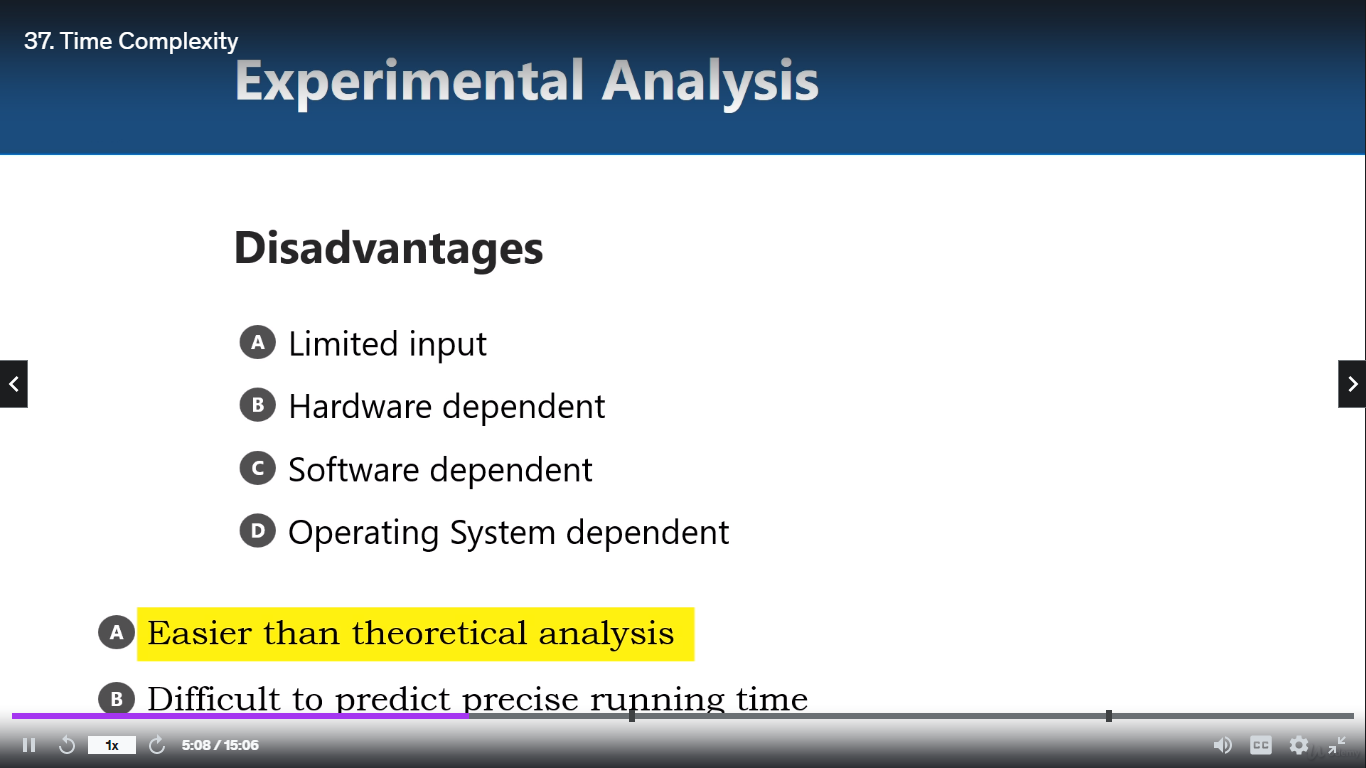 37. Time Complexity
Experimental Analysis
Disadvantages
A Limited input
B Hardware dependent
C Software dependent
D Operating System dependent
A Easier than theoretical analysis
B Difficult to predict precise running time
1x 5:08 / 15:06 CC